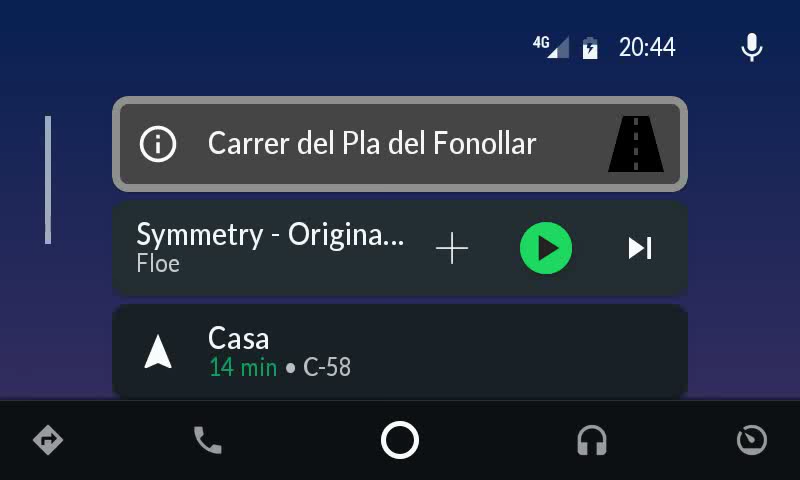 4G 20:44
Carrer del Pla del Fonollar
Symmetry - Origina...
Floe
Casa
14 min • C-58